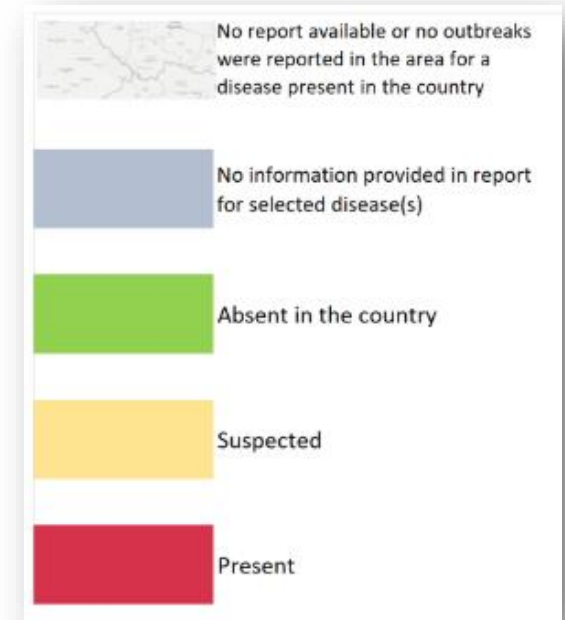 No report available or no outbreaks
were reported in the area for a
disease present in the country
No information provided in report
for selected disease(s)
Absent in the country
Suspected
Present